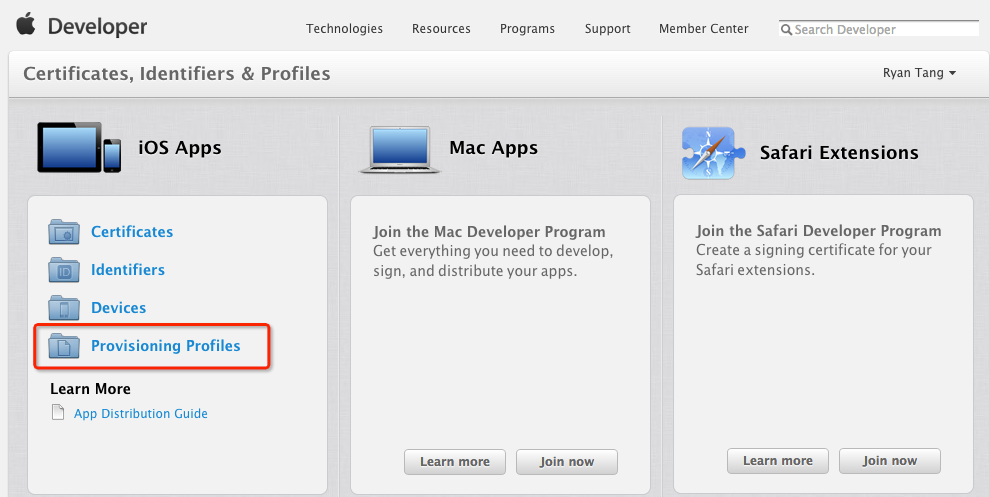 Developer
Technologies Resources Programs Support Member Center Search Developer
Certificates, Identifiers & Profiles
Ryan Tang
iOS Apps
Certificates
ID
Identifiers
Devices
Provisioning Profiles
Learn More
App Distribution Guide
Mac Apps
Join the Mac Developer Program
Get everything you need to develop,
sign, and distribute your apps.
Learn more
Join now
Safari Extensions
Join the Safari Developer Program
Create a signing certificate for your
Safari extensions.
Learn more
Join now